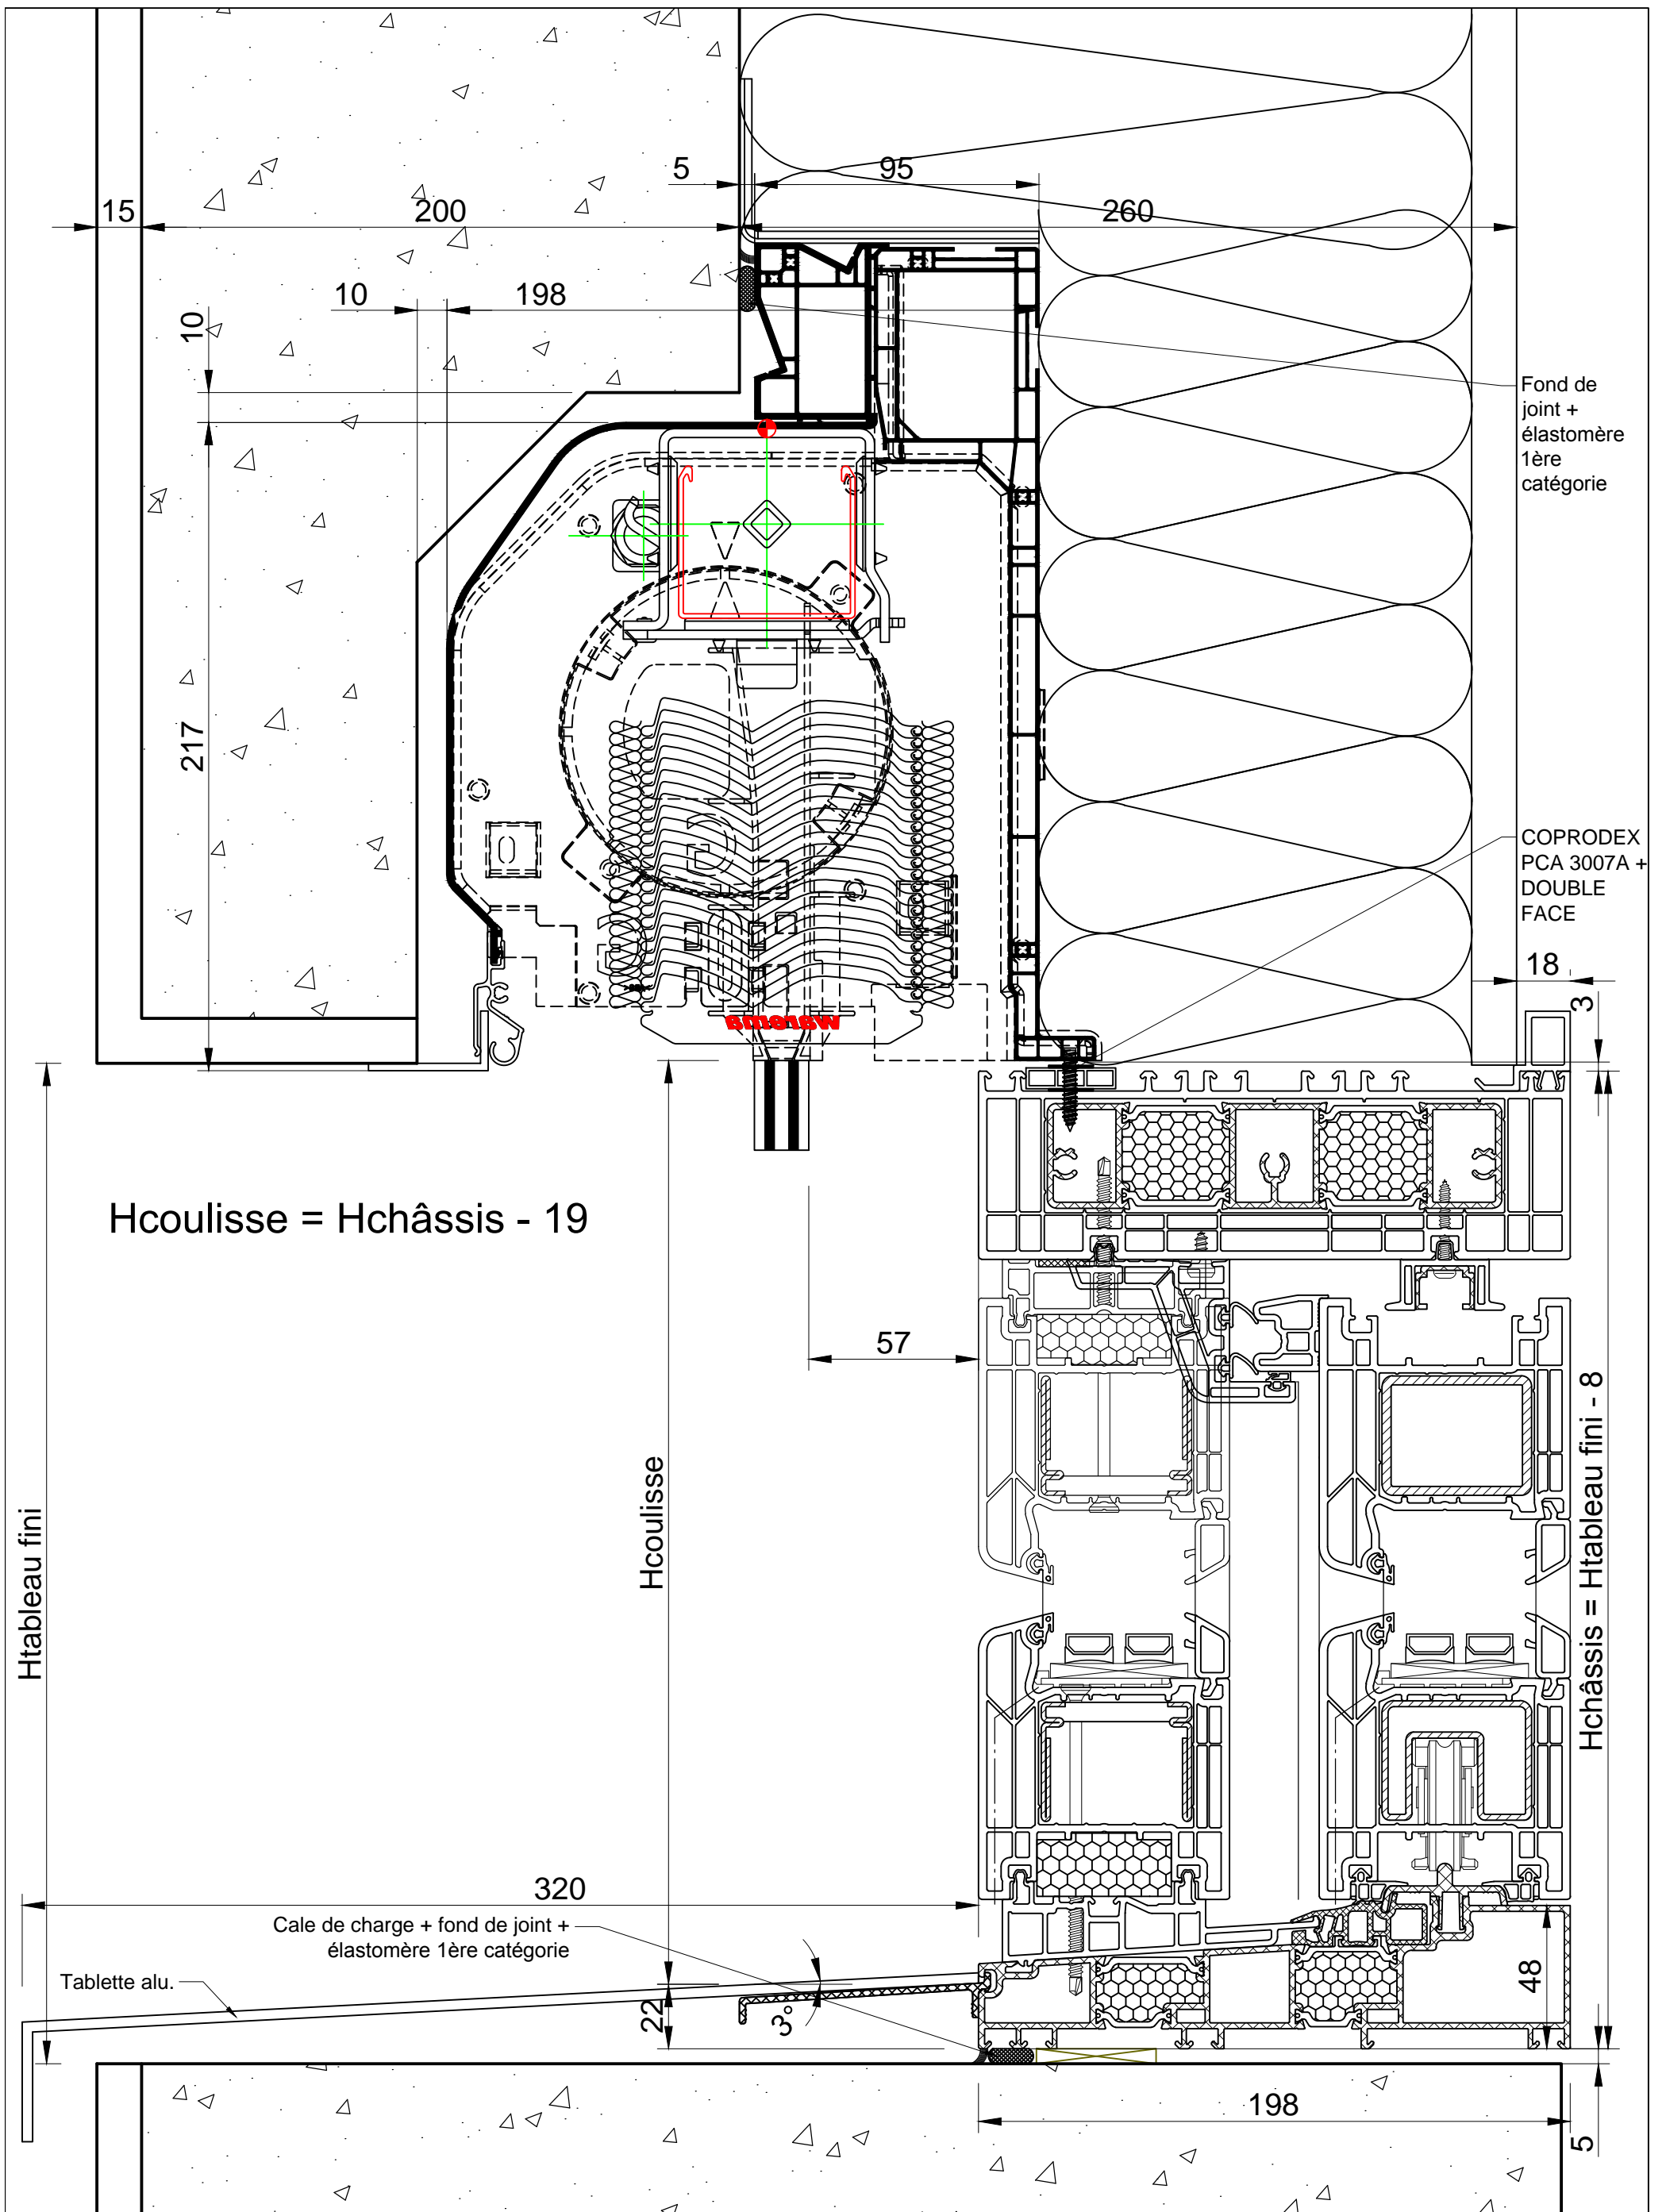 5
95
15
200
260
10
198
10
Fond de
joint +
élastomère
1ère
catégorie
217
COPRODEX
PCA 3007A +
DOUBLE
FACE
18
3
warema
Hcoulisse = Hchâssis - 19
57
Htableau fini
Hcoulisse
Hchâssis = Htableau fini - 8
320
Cale de charge + fond de joint +
élastomère 1ère catégorie
Tablette alu.
22
3°
48
198
5